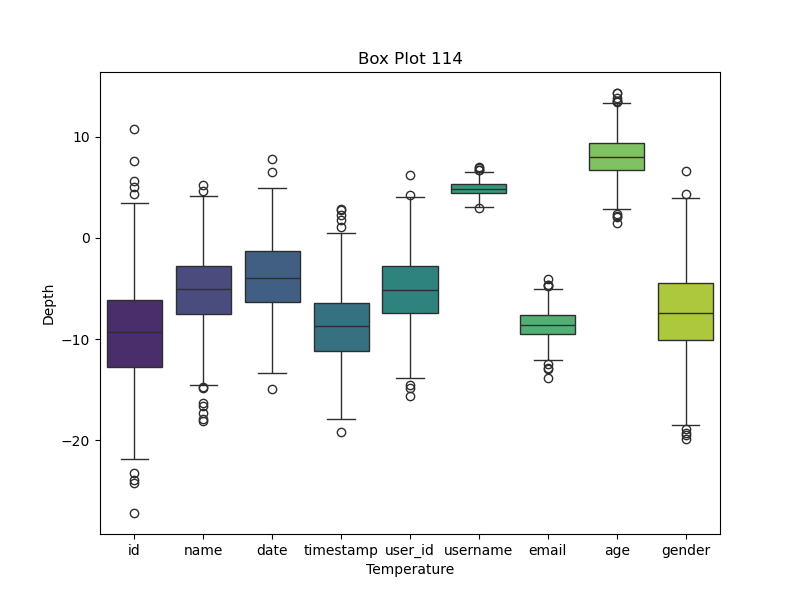 Box Plot 114
Depth
10
0
−10
−20
id name date timestamp user_id username email age gender
Temperature